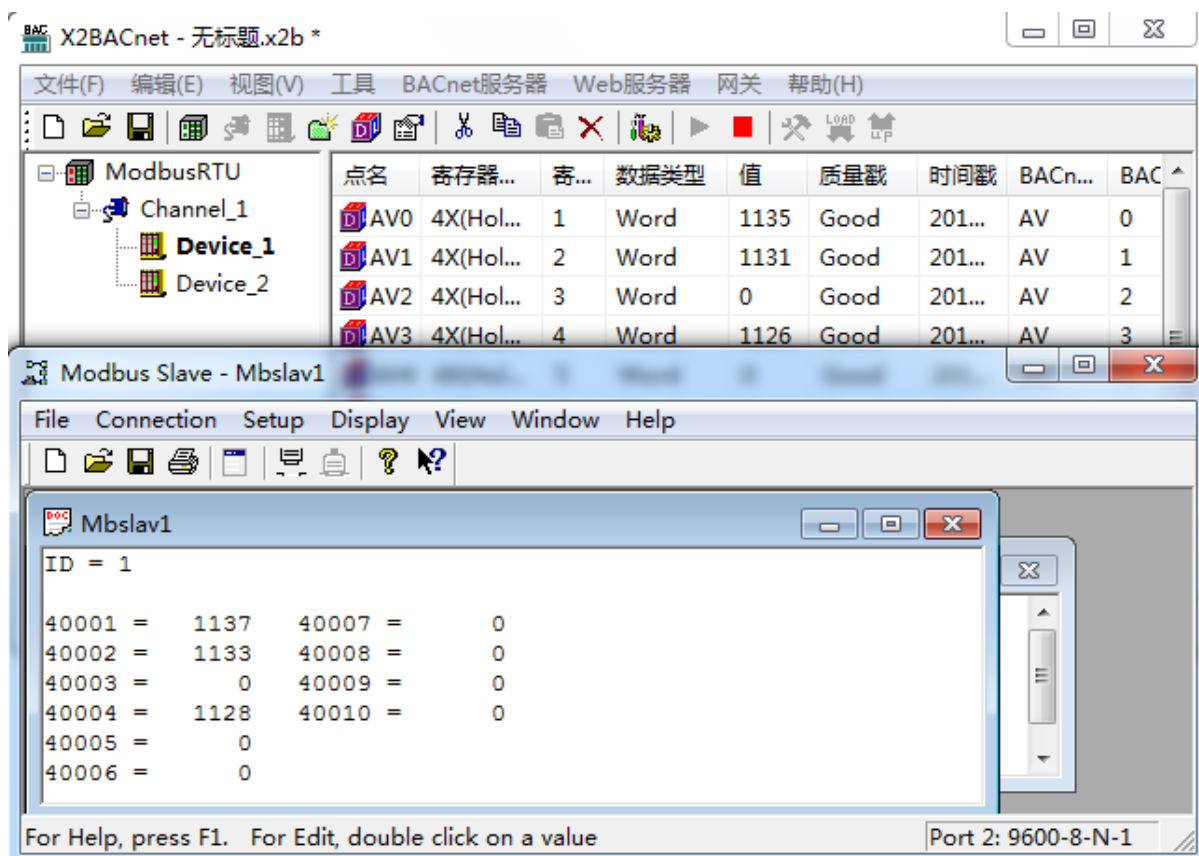 X2BACnet - 无标题.x2b *
文件(F) 编辑(E) 视图(V) 工具 BACnet服务器 Web服务器 网关 帮助(H)
点名 寄存器... 寄... 数据类型 值 质量戳 时间戳 BACn... BAC
ModbusRTU
Channel_1
Device_1
Device_2
AV0 4X(Hol... 1 Word 1135 Good 201... AV 0
AV1 4X(Hol... 2 Word 1131 Good 201... AV 1
AV2 4X(Hol... 3 Word 0 Good 201... AV 2
AV3 4X(Hol... 4 Word 1126 Good 201... AV 3
Modbus Slave - Mbslav1
File Connection Setup Display View Window Help
Mbslav1
ID = 1
40001 = 1137 40007 = 0
40002 = 1133 40008 = 0
40003 = 0 40009 = 0
40004 = 1128 40010 = 0
40005 = 0
40006 = 0
For Help, press F1. For Edit, double click on a value Port 2: 9600-8-N-1